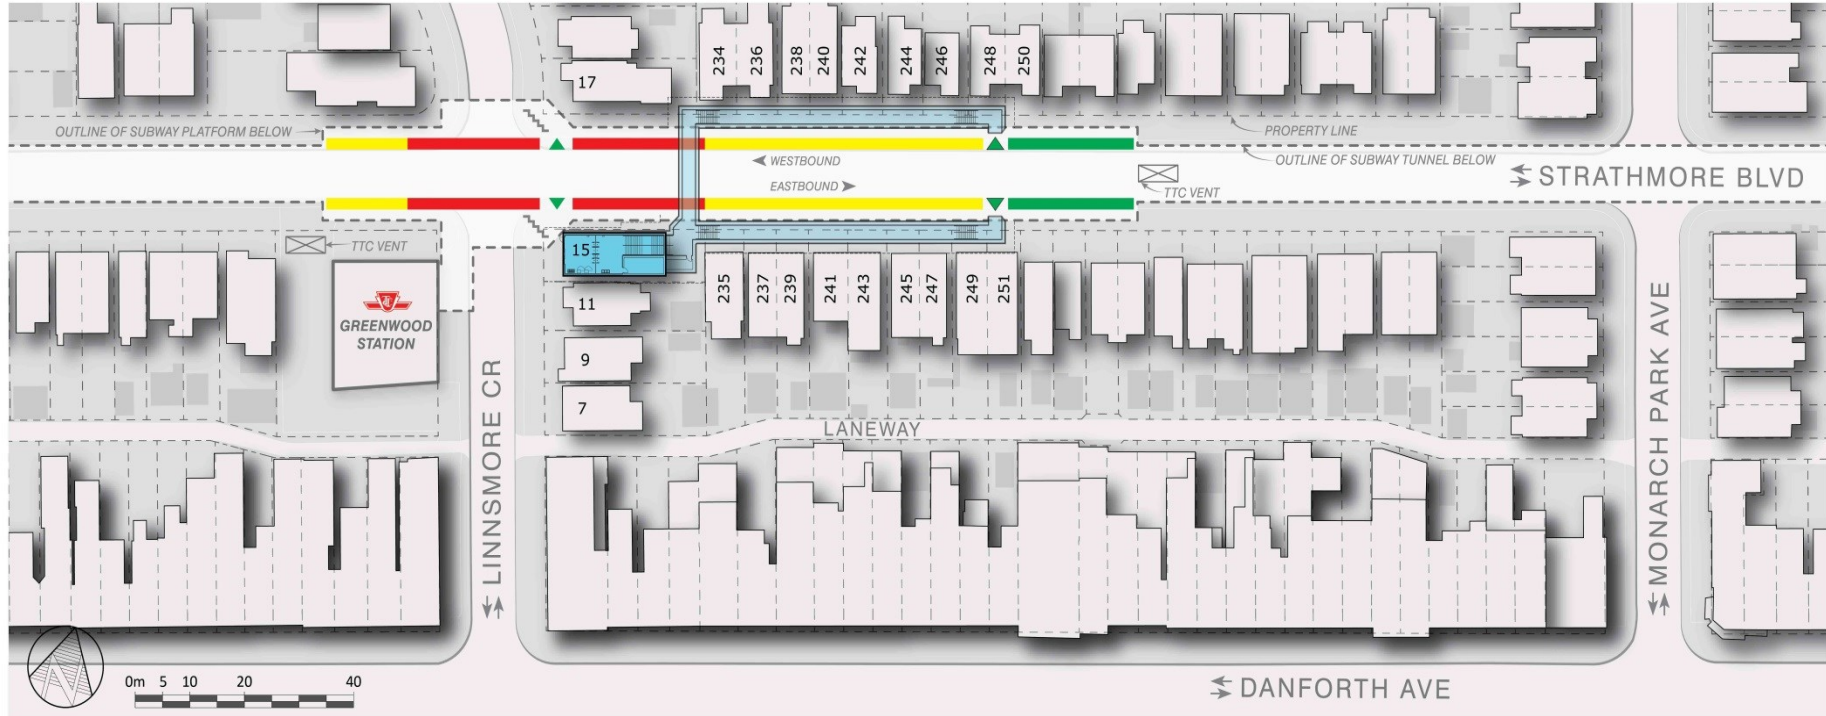 17
234
236
238
240
242
244
246
248
250
OUTLINE OF SUBWAY PLATFORM BELOW
PROPERTY LINE
WESTBOUND
OUTLINE OF SUBWAY TUNNEL BELOW
EASTBOUND
TTC VENT
STRATHMORE BLVD
TTC VENT
15
GREENWOOD
STATION
11
9
7
235
237
239
241
243
245
247
249
251
LINNSMORE CR
MONARCH PARK AVE
LANEWAY
N
0m 5 10 20 40
DANFORTH AVE